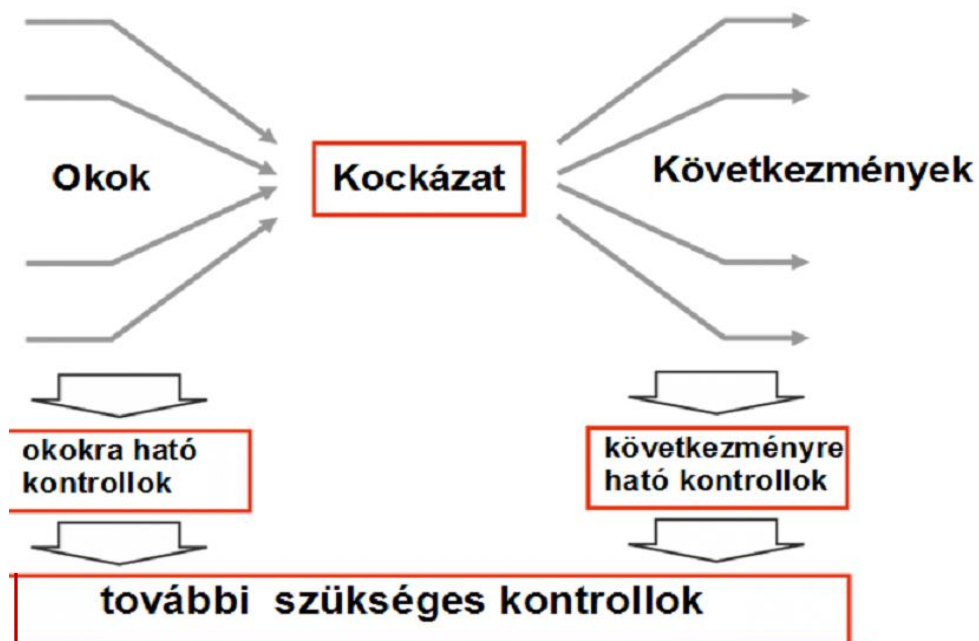 Okok
Kockázat
Következmények
okokra ható
kontrollok
következményre
ható kontrollok
további szükséges kontrollok